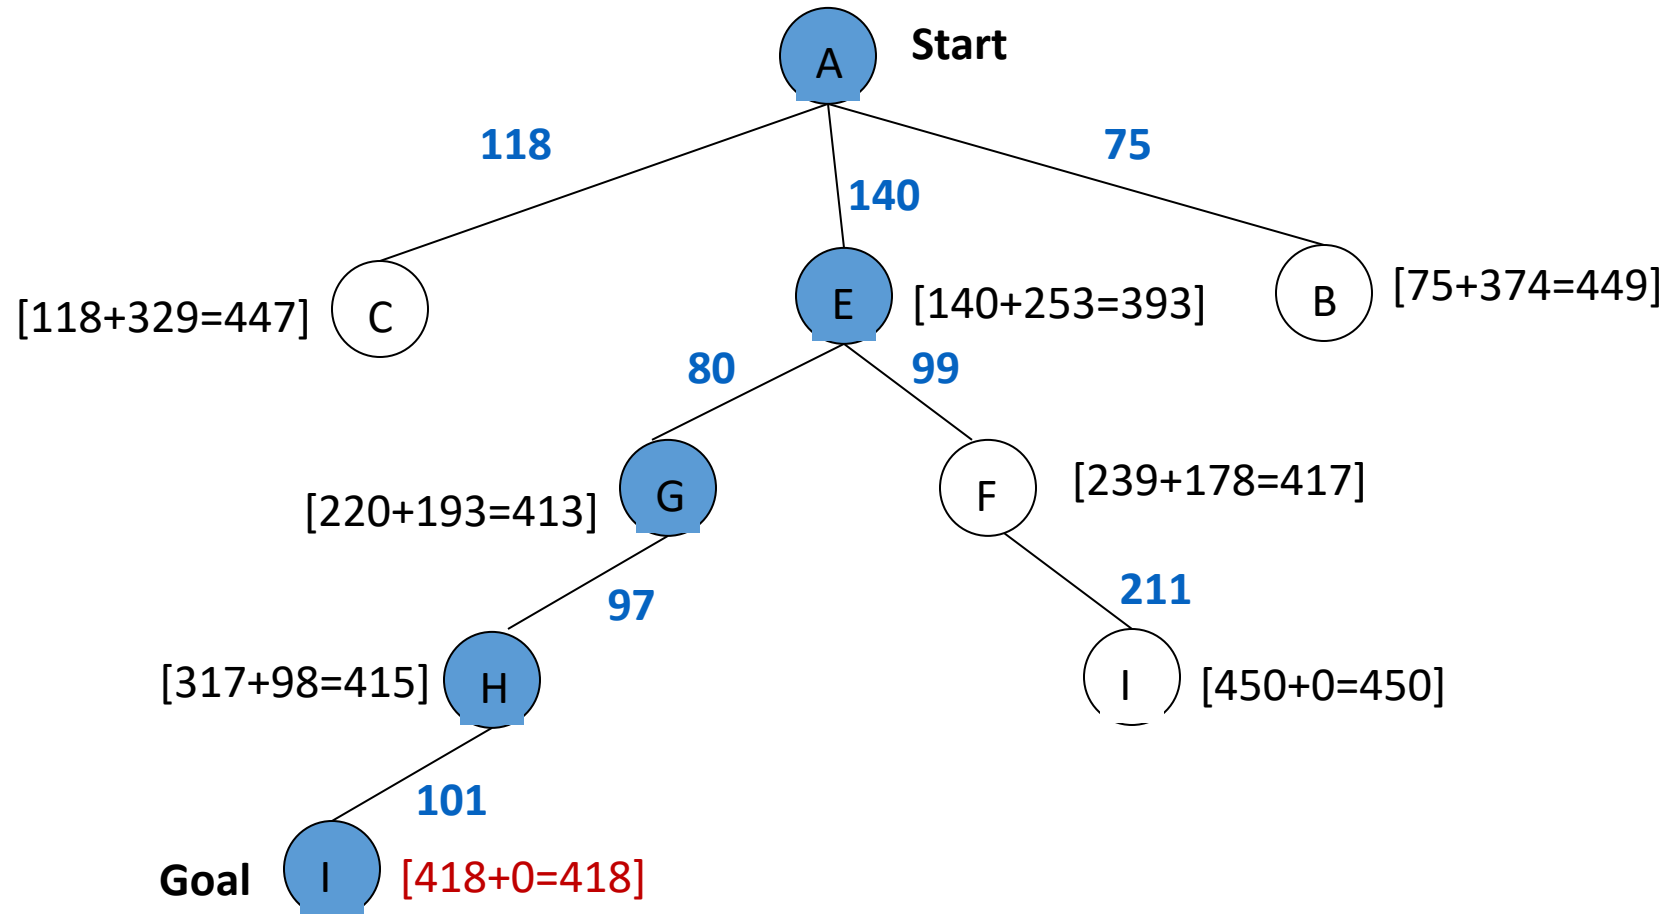 A
Start
118
140
75
C
[118+329=447]
E
[140+253=393]
B
[75+374=449]
80
99
G
[220+193=413]
F
[239+178=417]
97
211
H
[317+98=415]
I
[450+0=450]
101
Goal
I
[418+0=418]